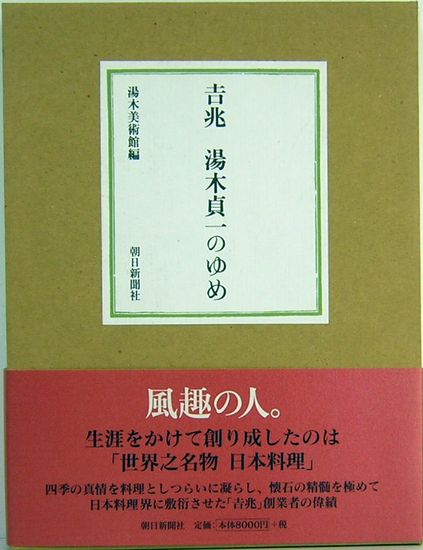 𠮷兆　湯木貞一のゆめ
湯木美術館編
朝日新聞社
風趣の人。
生涯をかけて創り成したのは
「世界之名物 日本料理」
四季の真情を料理としつらいに凝らし、懐石の精髄を極めて
日本料理界に敷衍させた「𠮷兆」創業者の偉績
朝日新聞社　定価：本体8000円＋税